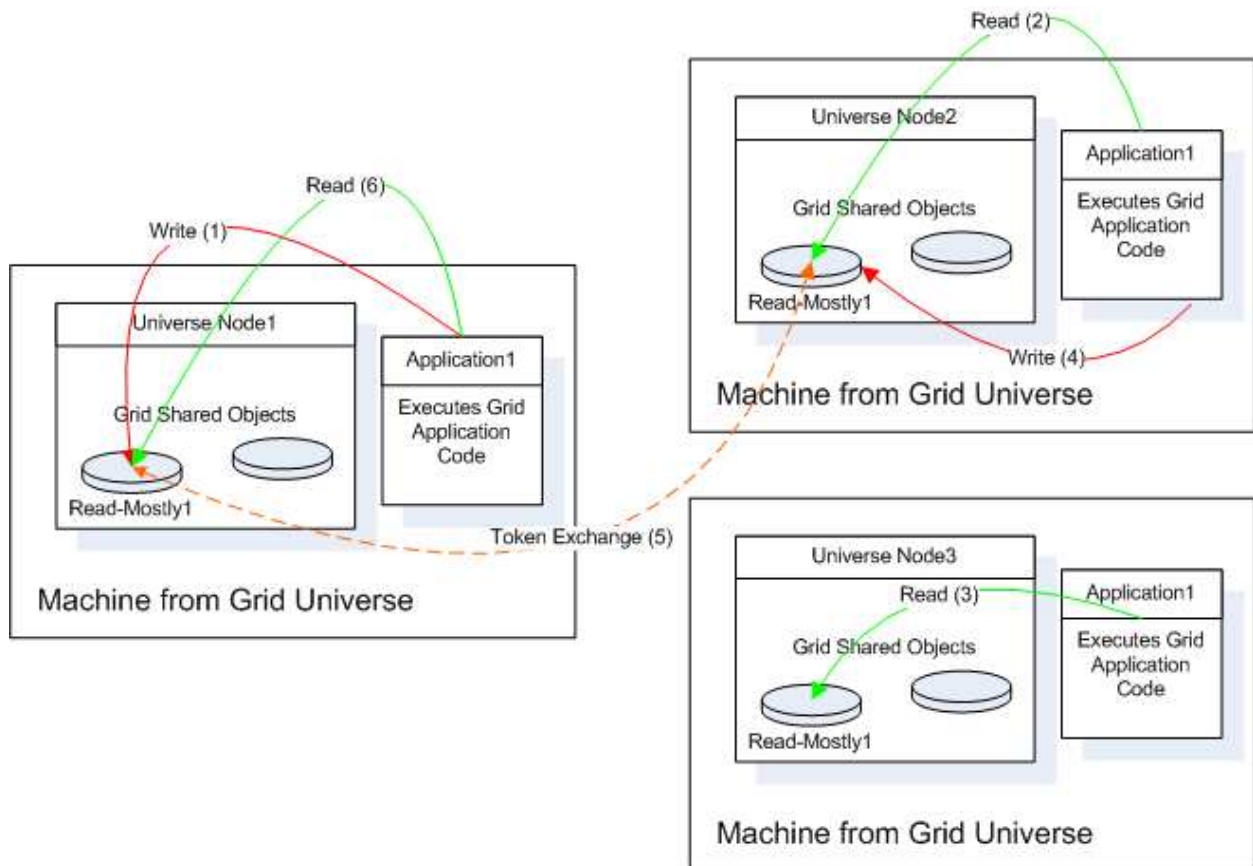 Read (6)
Write (1)
Universe Node1
Grid Shared Objects
Read-Mostly1
Application1
Executes Grid
Application
Code
Machine from Grid Universe
Token Exchange (5)
Read (2)
Universe Node2
Grid Shared Objects
Read-Mostly1
Application1
Executes Grid
Application
Code
Write (4)
Machine from Grid Universe
Universe Node3
Read (3)
Grid Shared Objects
Read-Mostly1
Application1
Executes Grid
Application
Code
Machine from Grid Universe